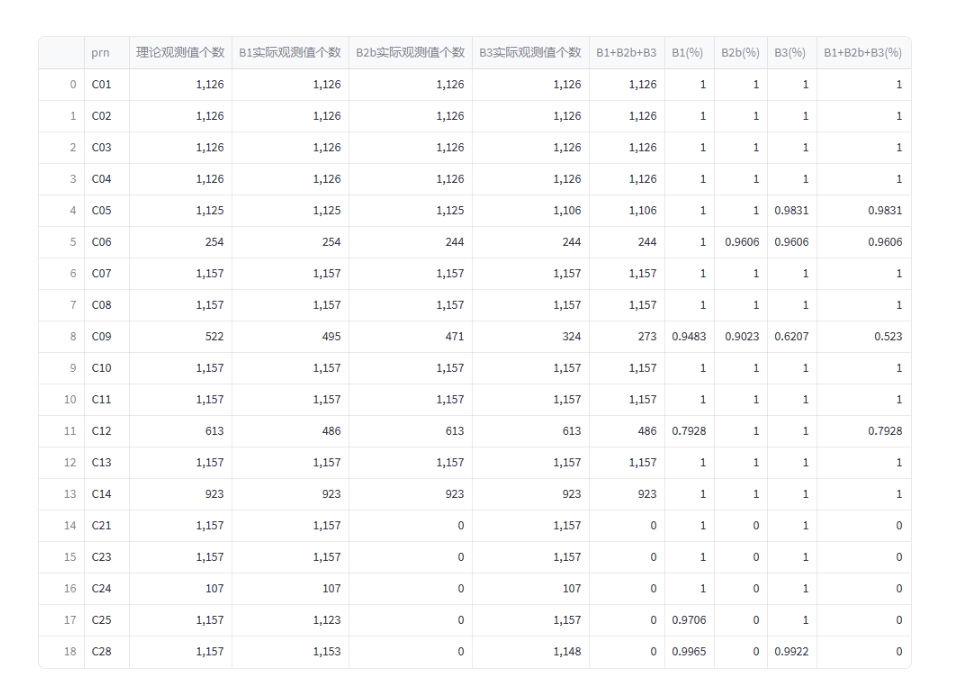 prn 理论观测值个数 B1实际观测值个数 B2b实际观测值个数 B3实际观测值个数 B1+B2b+B3 B1(%) B2b(%) B3(%) B1+B2b+B3(%)
0 C01 1,126 1,126 1,126 1,126 1,126 1 1 1 1
1 C02 1,126 1,126 1,126 1,126 1,126 1 1 1 1
2 C03 1,126 1,126 1,126 1,126 1,126 1 1 1 1
3 C04 1,126 1,126 1,126 1,126 1,126 1 1 1 1
4 C05 1,125 1,125 1,125 1,106 1,106 1 1 0.9831 0.9831
5 C06 254 254 244 244 244 1 0.9606 0.9606 0.9606
6 C07 1,157 1,157 1,157 1,157 1,157 1 1 1 1
7 C08 1,157 1,157 1,157 1,157 1,157 1 1 1 1
8 C09 522 495 471 324 273 0.9483 0.9023 0.6207 0.523
9 C10 1,157 1,157 1,157 1,157 1,157 1 1 1 1
10 C11 1,157 1,157 1,157 1,157 1,157 1 1 1 1
11 C12 613 486 613 613 486 0.7928 1 1 0.7928
12 C13 1,157 1,157 1,157 1,157 1,157 1 1 1 1
13 C14 923 923 923 923 923 1 1 1 1
14 C21 1,157 1,157 0 1,157 0 1 0 1 0
15 C23 1,157 1,157 0 1,157 0 1 0 1 0
16 C24 107 107 0 107 0 1 0 1 0
17 C25 1,157 1,123 0 1,157 0 0.9706 0 1 0
18 C28 1,157 1,153 0 1,148 0 0.9965 0 0.9922 0